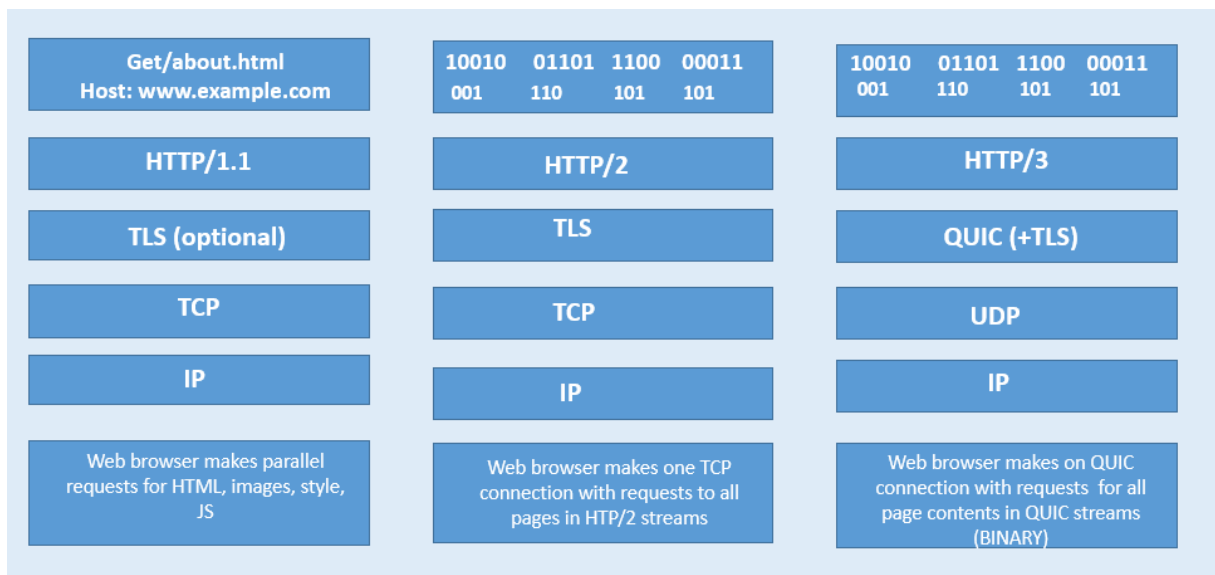 Get/about.html
Host: www.example.com
HTTP/1.1
TLS (optional)
TCP
IP
Web browser makes parallel
requests for HTML, images, style,
JS
10010 01101 1100 00011
001 110 101 101
HTTP/2
TLS
TCP
IP
Web browser makes one TCP
connection with requests to all
pages in HTP/2 streams
10010 01101 1100 00011
001 110 101 101
HTTP/3
QUIC (+TLS)
UDP
IP
Web browser makes on QUIC
connection with requests for all
page contents in QUIC streams
(BINARY)